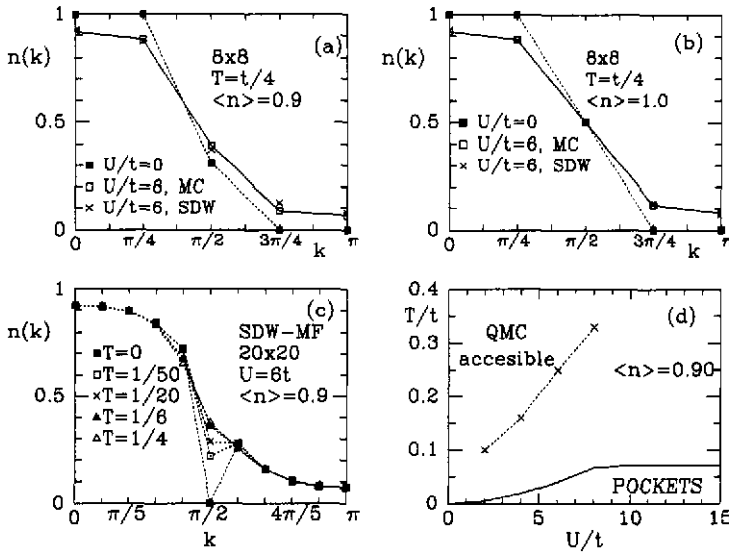 1
(a)
n(k)
8x8
T=t/4
<n>=0.9
0.5
U/t=0
U/t=6, MC
U/t=6, SDW
0
0
π/4
π/2
3π/4
π
k
1
(b)
n(k)
8x8
T=t/4
<n>=1.0
0.5
U/t=0
U/t=6, MC
U/t=6, SDW
0
0
π/4
π/2
3π/4
π
k
1
(c)
n(k)
SDW-MF
20x20
U=6t
<n>=0.9
0.5
T=0
T=1/50
T=1/20
T=1/6
T=1/4
0
0
π/5
π/2
4π/5
π
k
0.4
T/t
(d)
QMC
accesible
0.3
<n>=0.90
0.2
0.1
POCKETS
0
0
5
10
15
U/t